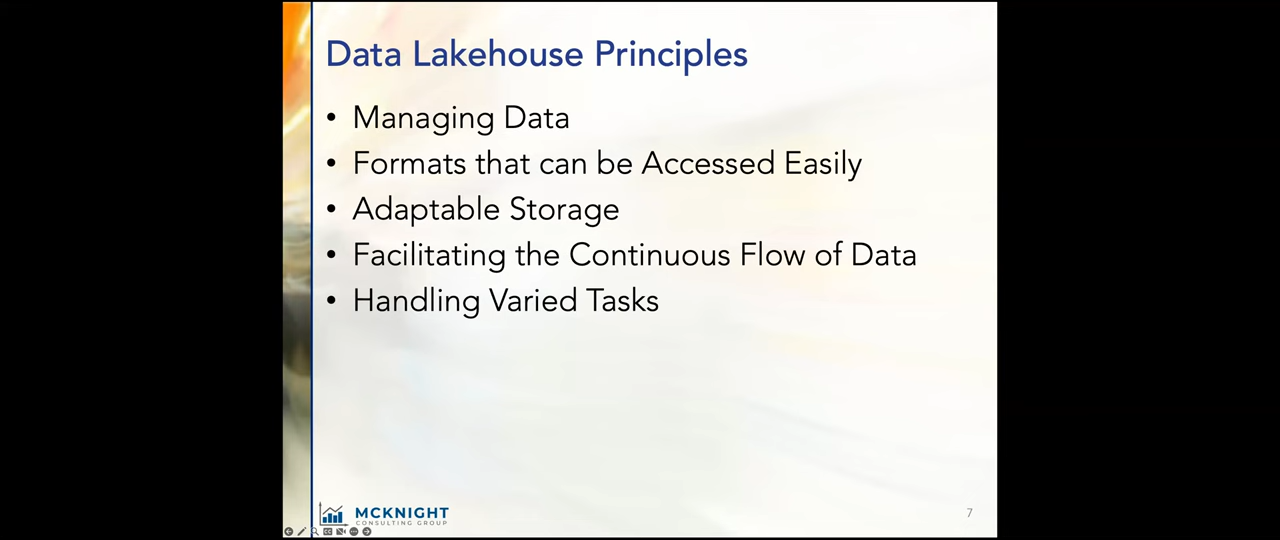 Data Lakehouse Principles
• Managing Data
• Formats that can be Accessed Easily
• Adaptable Storage
• Facilitating the Continuous Flow of Data
• Handling Varied Tasks
MCKNIGHT
CONSULTING GROUP
7